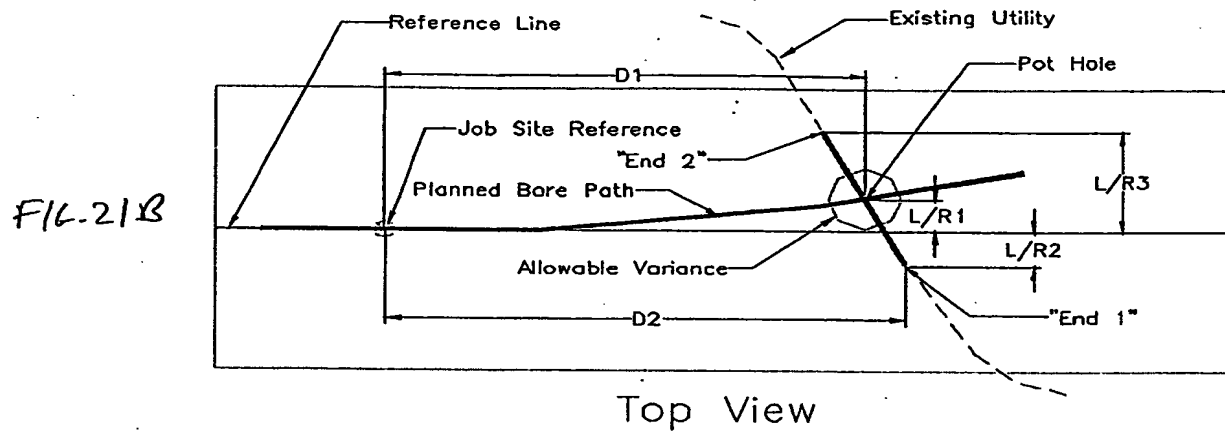 Reference Line
Existing Utility
D1
Pot Hole
Job Site Reference
"End 2"
L/R3
Planned Bore Path
FIG.21B
L/R1
L/R2
Allowable Variance
D2
"End 1"
Top View